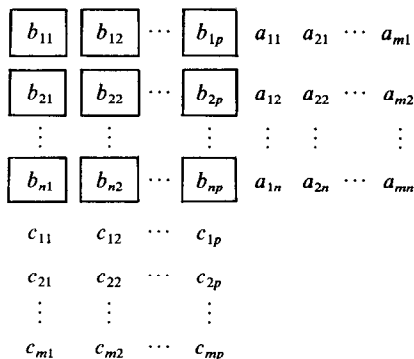 b₁₁ b₁₂ ⋯ b₁ₚ a₁₁ a₂₁ ⋯ aₘ₁
b₂₁ b₂₂ ⋯ b₂ₚ a₁₂ a₂₂ ⋯ aₘ₂
⋮ ⋮ ⋮ ⋮ ⋮ ⋮
bₙ₁ bₙ₂ ⋯ bₙₚ a₁ₙ a₂ₙ ⋯ aₘₙ
c₁₁ c₁₂ ⋯ c₁ₚ
c₂₁ c₂₂ ⋯ c₂ₚ
⋮ ⋮ ⋮
cₘ₁ cₘ₂ ⋯ cₘₚ